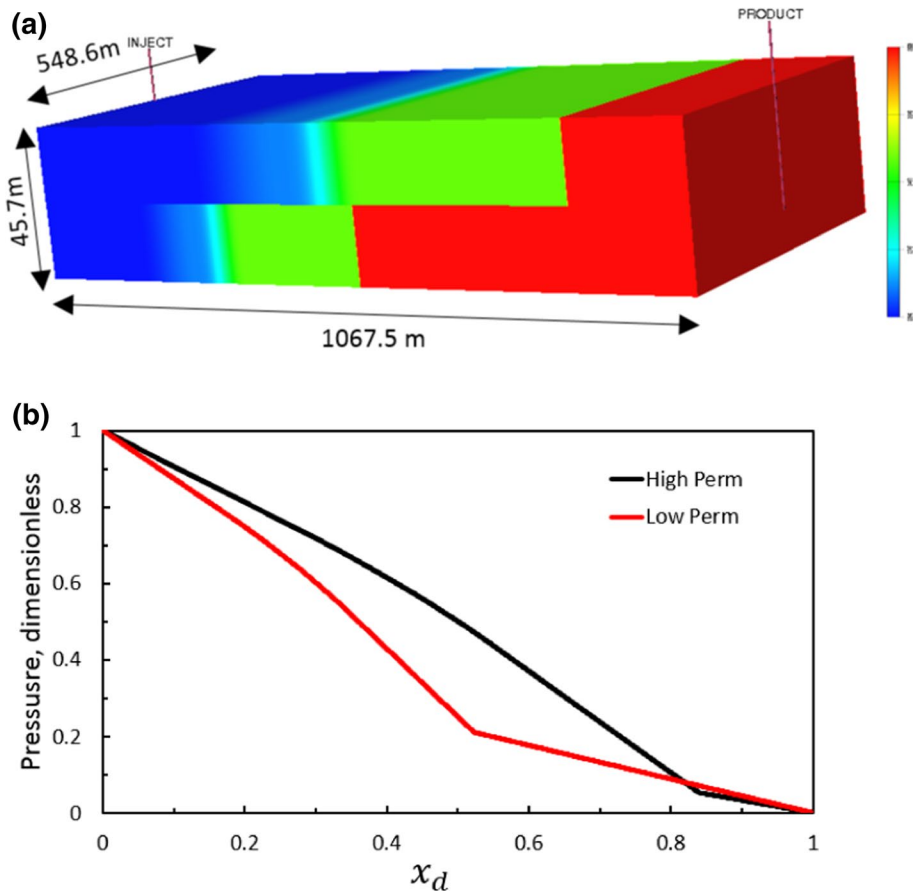 (a)
548.6m
INJECT
PRODUCT
45.7m
1067.5 m
(b)
Pressusre, dimensionless
1
0.8
0.6
0.4
0.2
0
High Perm
Low Perm
0 0.2 0.4 0.6 0.8 1
x_d